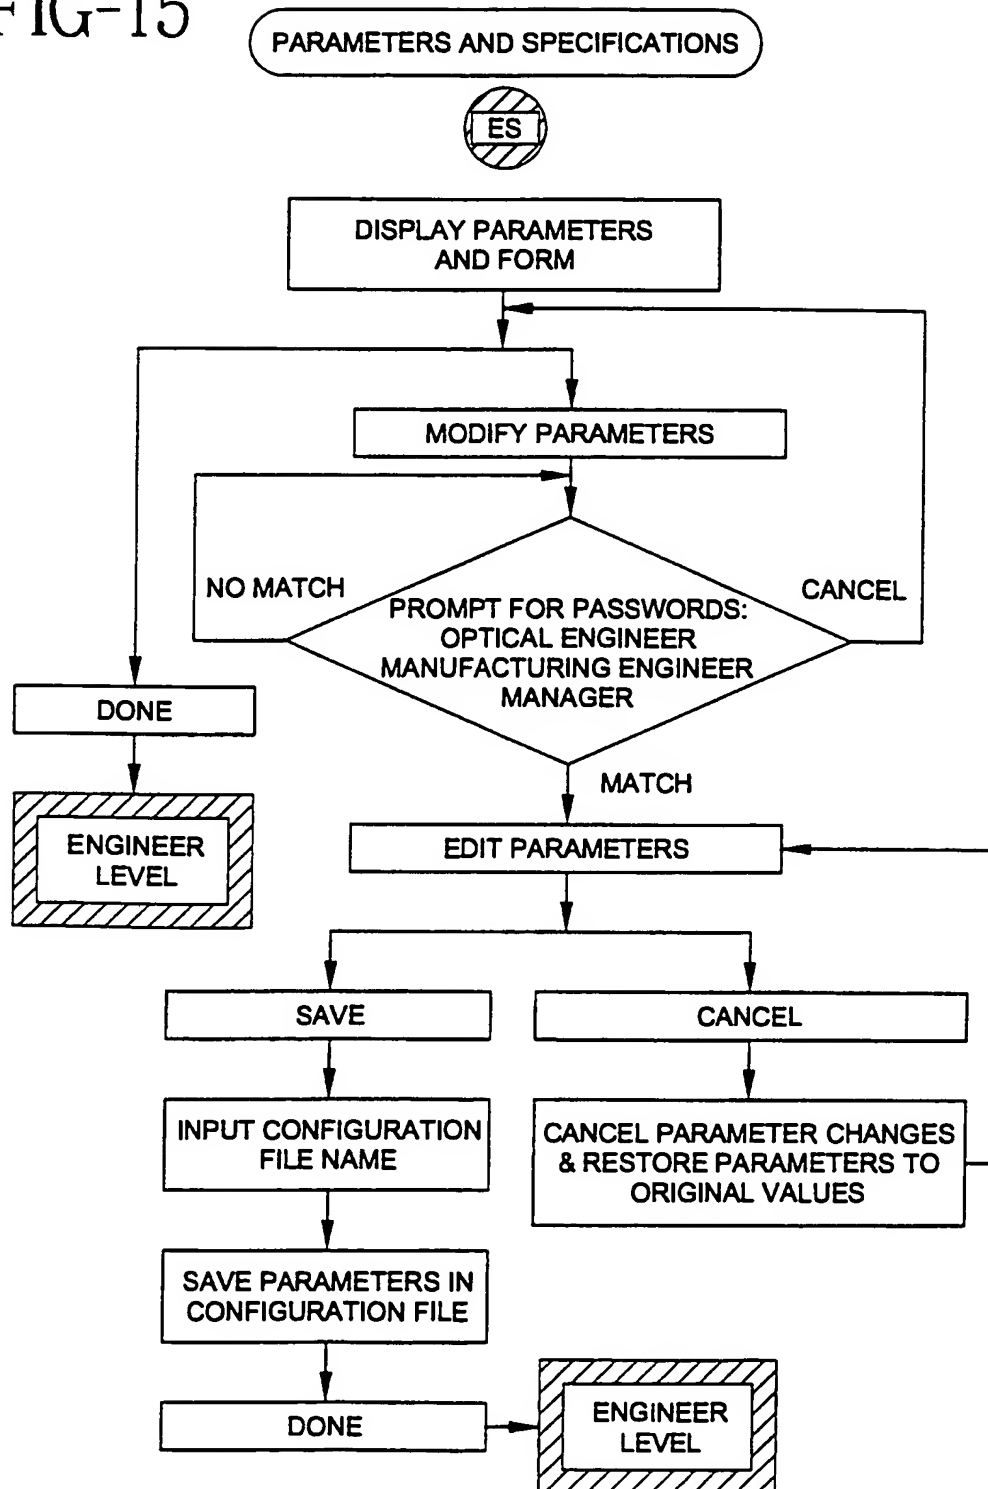 FIG-15
PARAMETERS AND SPECIFICATIONS
ES
DISPLAY PARAMETERS
AND FORM
MODIFY PARAMETERS
NO MATCH
CANCEL
PROMPT FOR PASSWORDS:
OPTICAL ENGINEER
MANUFACTURING ENGINEER
MANAGER
DONE
MATCH
ENGINEER
LEVEL
EDIT PARAMETERS
SAVE
CANCEL
INPUT CONFIGURATION
FILE NAME
CANCEL PARAMETER CHANGES
& RESTORE PARAMETERS TO
ORIGINAL VALUES
SAVE PARAMETERS IN
CONFIGURATION FILE
DONE
ENGINEER
LEVEL